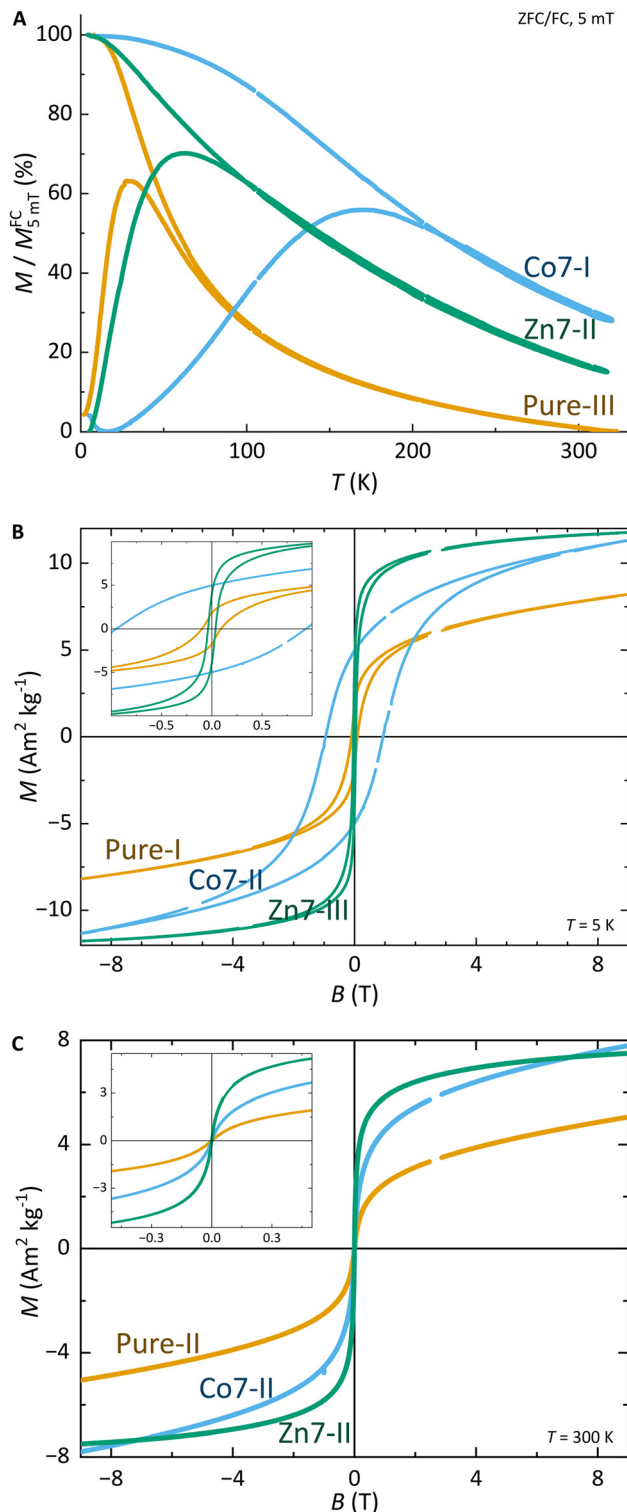 A
ZFC/FC, 5 mT
100
80
60
40
20
0
M / M^FC_5 mT (%)
Co7-I
Zn7-II
Pure-III
0 100 200 300
T (K)
B
10
5
0
−5
−10
M (Am² kg⁻¹)
5
0
−5
−0.5 0.0 0.5
Pure-I
Co7-II
Zn7-III
T = 5 K
−8 −4 0 4 8
B (T)
C
8
4
0
−4
−8
M (Am² kg⁻¹)
3
0
−3
−0.3 0.0 0.3
Pure-II
Co7-II
Zn7-II
T = 300 K
−8 −4 0 4 8
B (T)